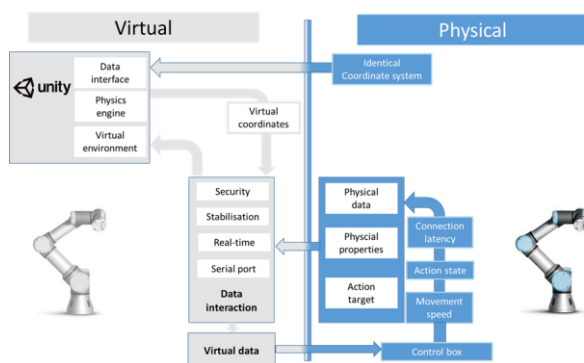 Virtual
Physical
unity
Data
interface
Physics
engine
Virtual
environment
Identical
Coordinate system
Virtual
coordinates
Security
Stabilisation
Real-time
Serial port
Data
interaction
Virtual data
Physical
data
Physcial
properties
Action
target
Connection
latency
Action state
Movement
speed
Control box